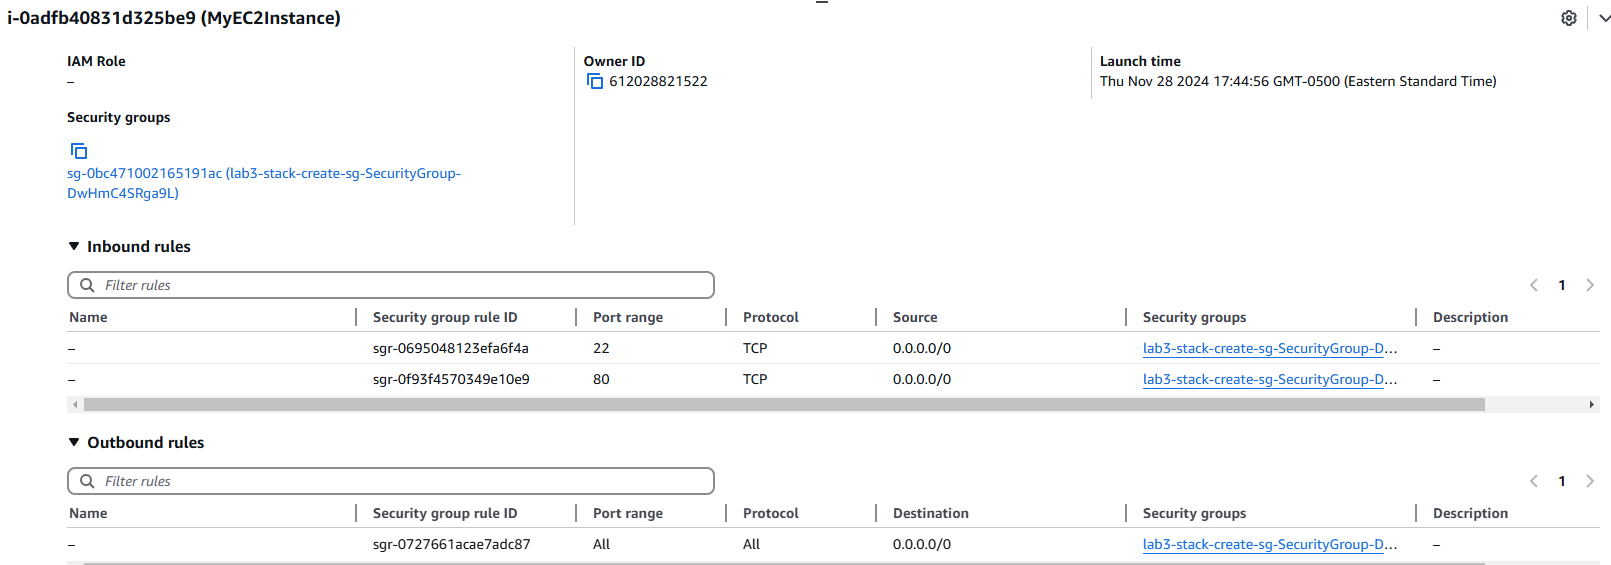 i-0adfb40831d325be9 (MyEC2Instance)
IAM Role
–
Owner ID
612028821522
Launch time
Thu Nov 28 2024 17:44:56 GMT-0500 (Eastern Standard Time)
Security groups
sg-0bc471002165191ac (lab3-stack-create-sg-SecurityGroup-
DwHmC4SRga9L)
Inbound rules
Filter rules
1
Name Security group rule ID Port range Protocol Source Security groups Description
– sgr-0695048123efa6f4a 22 TCP 0.0.0.0/0 lab3-stack-create-sg-SecurityGroup-D... –
– sgr-0f93f4570349e10e9 80 TCP 0.0.0.0/0 lab3-stack-create-sg-SecurityGroup-D... –
Outbound rules
Filter rules
1
Name Security group rule ID Port range Protocol Destination Security groups Description
– sgr-0727661acae7adc87 All All 0.0.0.0/0 lab3-stack-create-sg-SecurityGroup-D... –